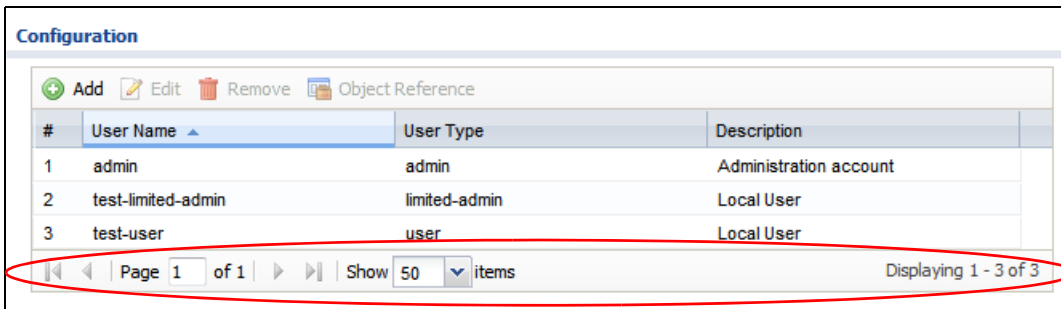 Configuration
Add Edit Remove Object Reference
# User Name User Type Description
1 admin admin Administration account
2 test-limited-admin limited-admin Local User
3 test-user user Local User
Page 1 of 1 Show 50 items Displaying 1 - 3 of 3